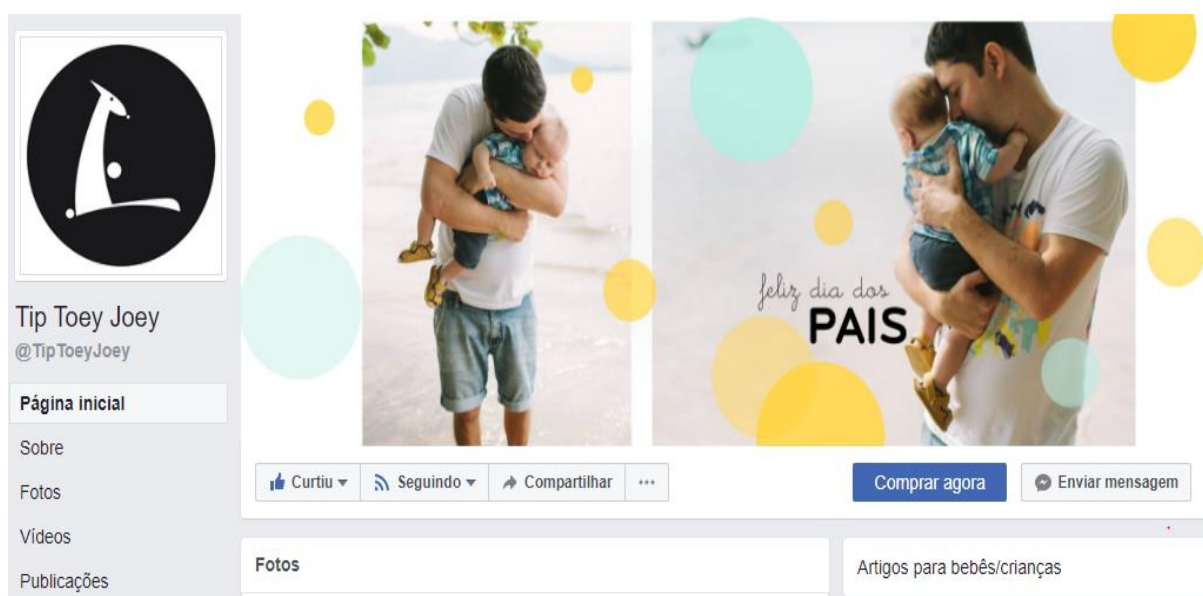 feliz dia dos
PAIS
Tip Toey Joey
@TipToeyJoey
Página inicial
Sobre
Fotos
Vídeos
Publicações
Curtiu
Seguindo
Compartilhar
...
Comprar agora
Enviar mensagem
Fotos
Artigos para bebês/crianças